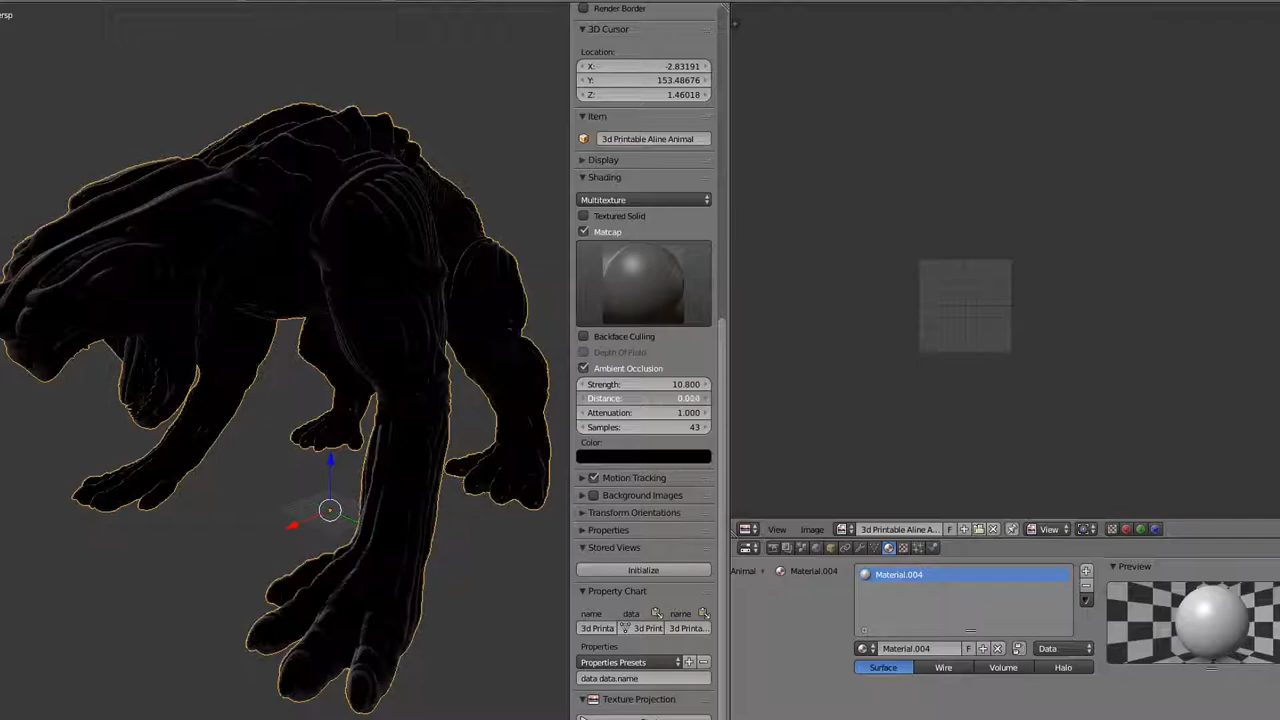 ersp
Render Border
3D Cursor
Location:
X: -2.83191
Y: 153.48676
Z: 1.46018
Item
3d Printable Aline Animal
Display
Shading
Multitexture
Textured Solid
Matcap
Backface Culling
Depth Of Field
Ambient Occlusion
Strength: 10.800
Distance: 0.000
Attenuation: 1.000
Samples: 43
Color:
Motion Tracking
Background Images
Transform Orientations
Properties
Stored Views
Initialize
Property Chart
name data name
3d Printa 3d Print 3d Printa...
Properties
Properties Presets
data data.name
Texture Projection
View Image 3d Printable Aline A... F View
Animal Material.004
Material.004
Material.004 F Data
Surface Wire Volume Halo
Preview